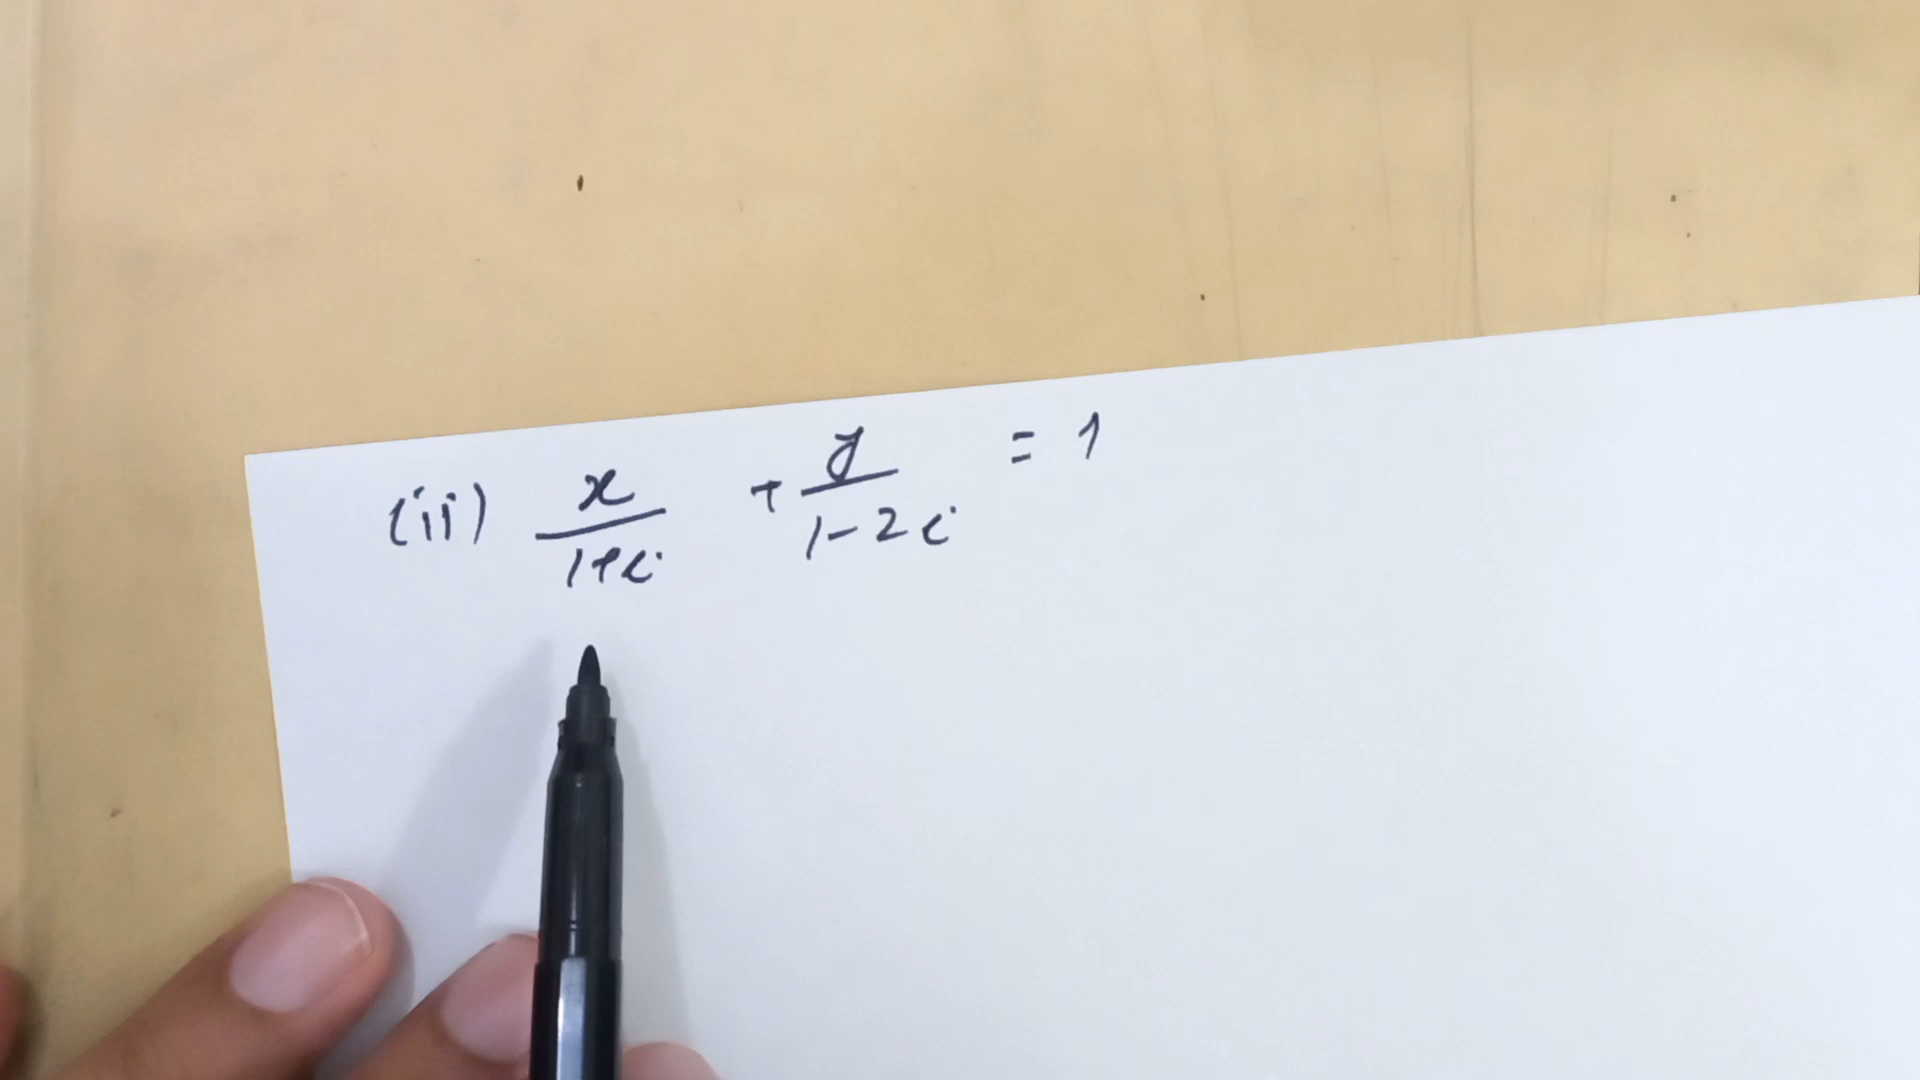 (ii) x/1+i + y/1-2i = 1